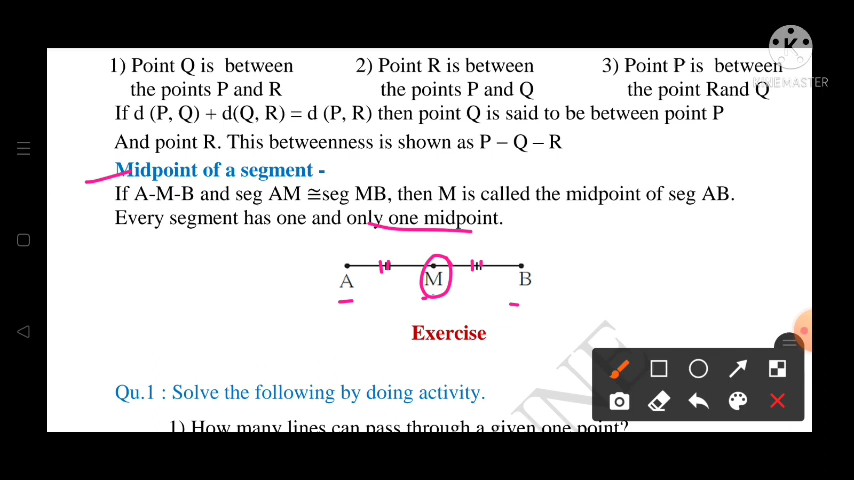 1) Point Q is between 2) Point R is between 3) Point P is between
the points P and R the points P and Q the point Rand Q
KINEMASTER
If d (P, Q) + d(Q, R) = d (P, R) then point Q is said to be between point P
And point R. This betweenness is shown as P – Q – R
Midpoint of a segment -
If A-M-B and seg AM ≅seg MB, then M is called the midpoint of seg AB.
Every segment has one and only one midpoint.
A M B
Exercise
Qu.1 : Solve the following by doing activity.
1) How many lines can pass through a given one point?